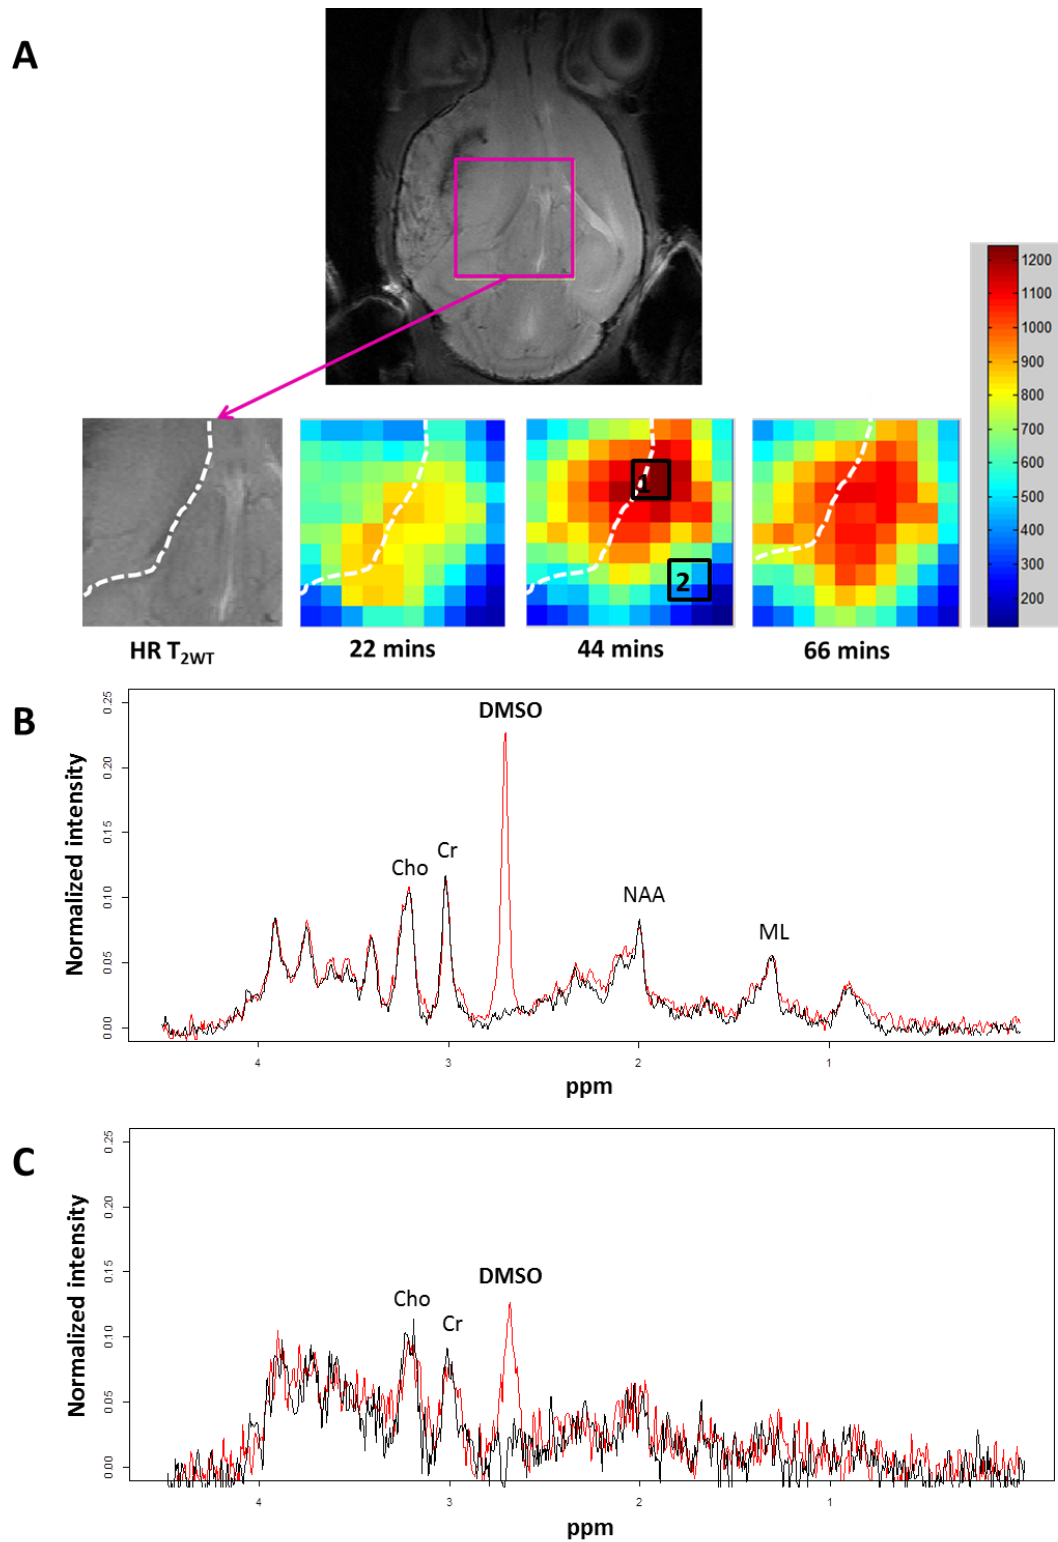 A
1200
1100
1000
900
800
700
600
500
400
300
200
1
2
HR T2WT
22 mins
44 mins
66 mins
B
Normalized intensity
0.25
0.20
0.15
0.10
0.05
0.00
DMSO
Cho
Cr
NAA
ML
4
3
2
1
ppm
C
Normalized intensity
0.25
0.20
0.15
0.10
0.05
0.00
DMSO
Cho
Cr
4
3
2
1
ppm